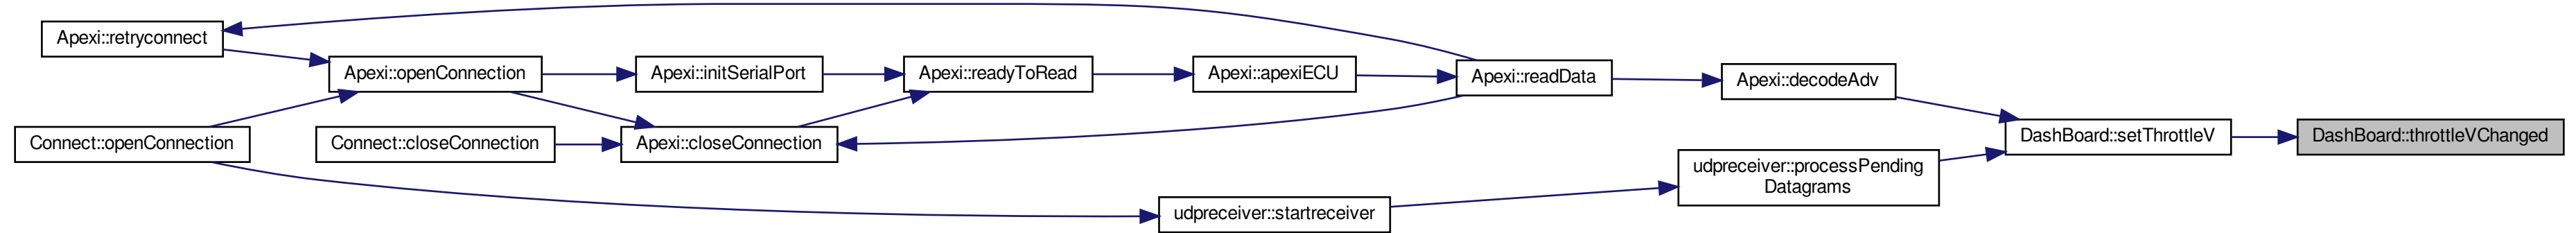 Apexi::retryconnect
Apexi::openConnection
Apexi::initSerialPort
Apexi::readyToRead
Apexi::apexiECU
Apexi::readData
Apexi::decodeAdv
Connect::openConnection
Connect::closeConnection
Apexi::closeConnection
DashBoard::setThrottleV
DashBoard::throttleVChanged
udpreceiver::processPending
Datagrams
udpreceiver::startreceiver